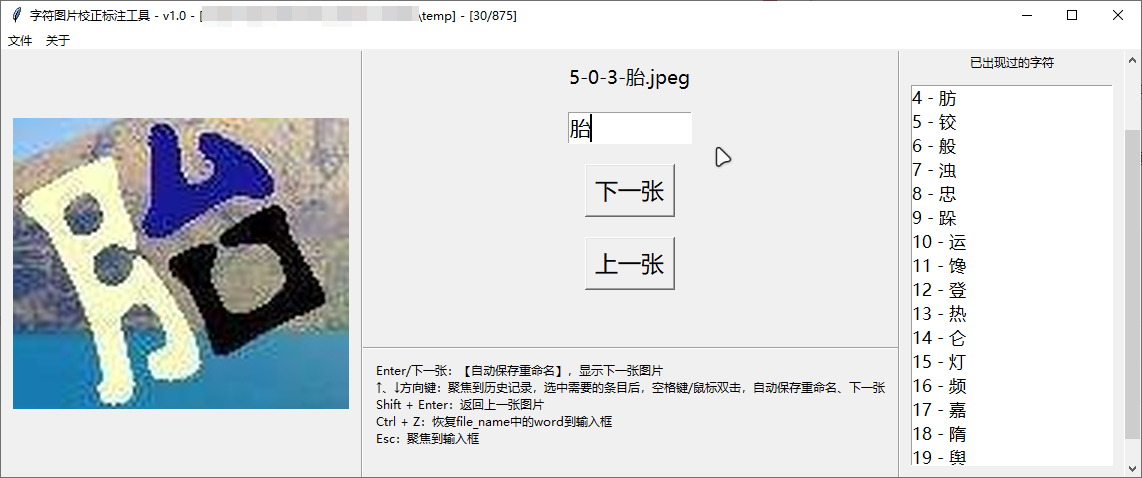 字符图片校正标注工具 - v1.0 - [ \temp] - [30/875]
文件 关于
胎
5-0-3-胎.jpeg
胎
下一张
上一张
Enter/下一张：【自动保存重命名】，显示下一张图片
↑、↓方向键：聚焦到历史记录，选中需要的条目后，空格键/鼠标双击，自动保存重命名、下一张
Shift + Enter：返回上一张图片
Ctrl + Z：恢复file_name中的word到输入框
Esc：聚焦到输入框
已出现过的字符
4 - 肪
5 - 铰
6 - 般
7 - 浊
8 - 忠
9 - 跺
10 - 运
11 - 馋
12 - 登
13 - 热
14 - 仑
15 - 灯
16 - 频
17 - 嘉
18 - 隋
19 - 舆